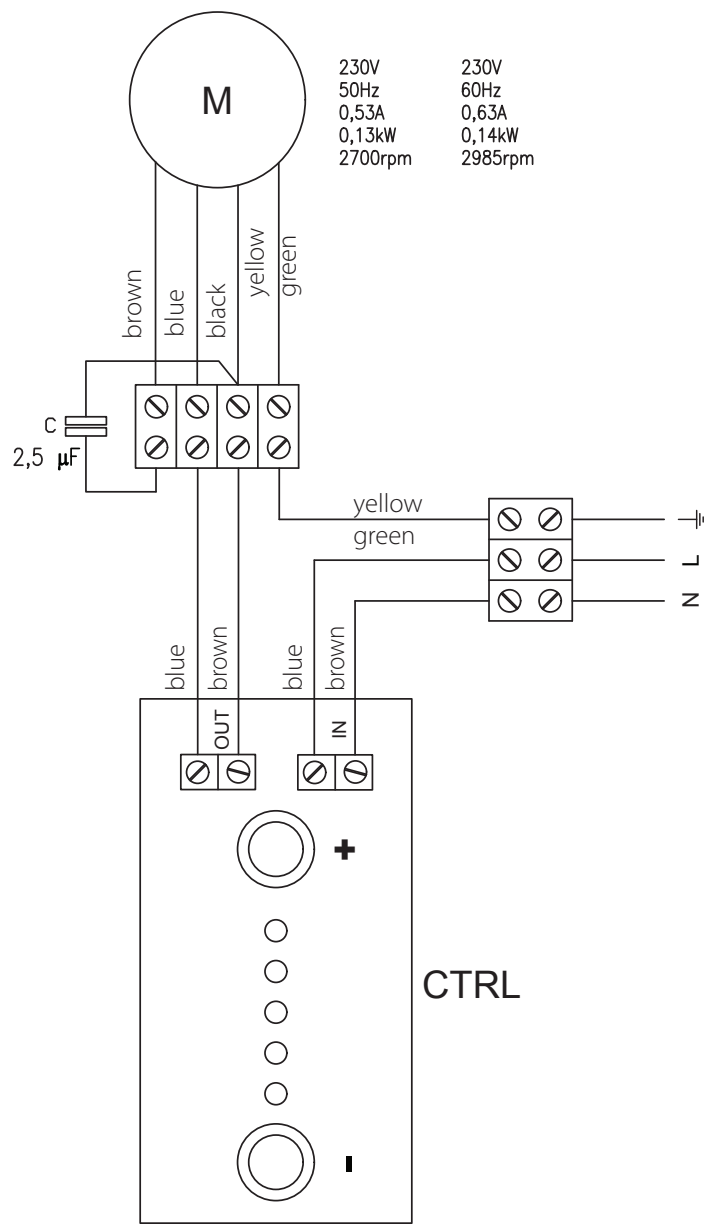 M
230V
50Hz
0,53A
0,13kW
2700rpm
230V
60Hz
0,63A
0,14kW
2985rpm
brown
blue
black
yellow
green
C
2,5 µF
yellow
green
L
N
blue
brown
blue
brown
OUT
IN
+
CTRL
-